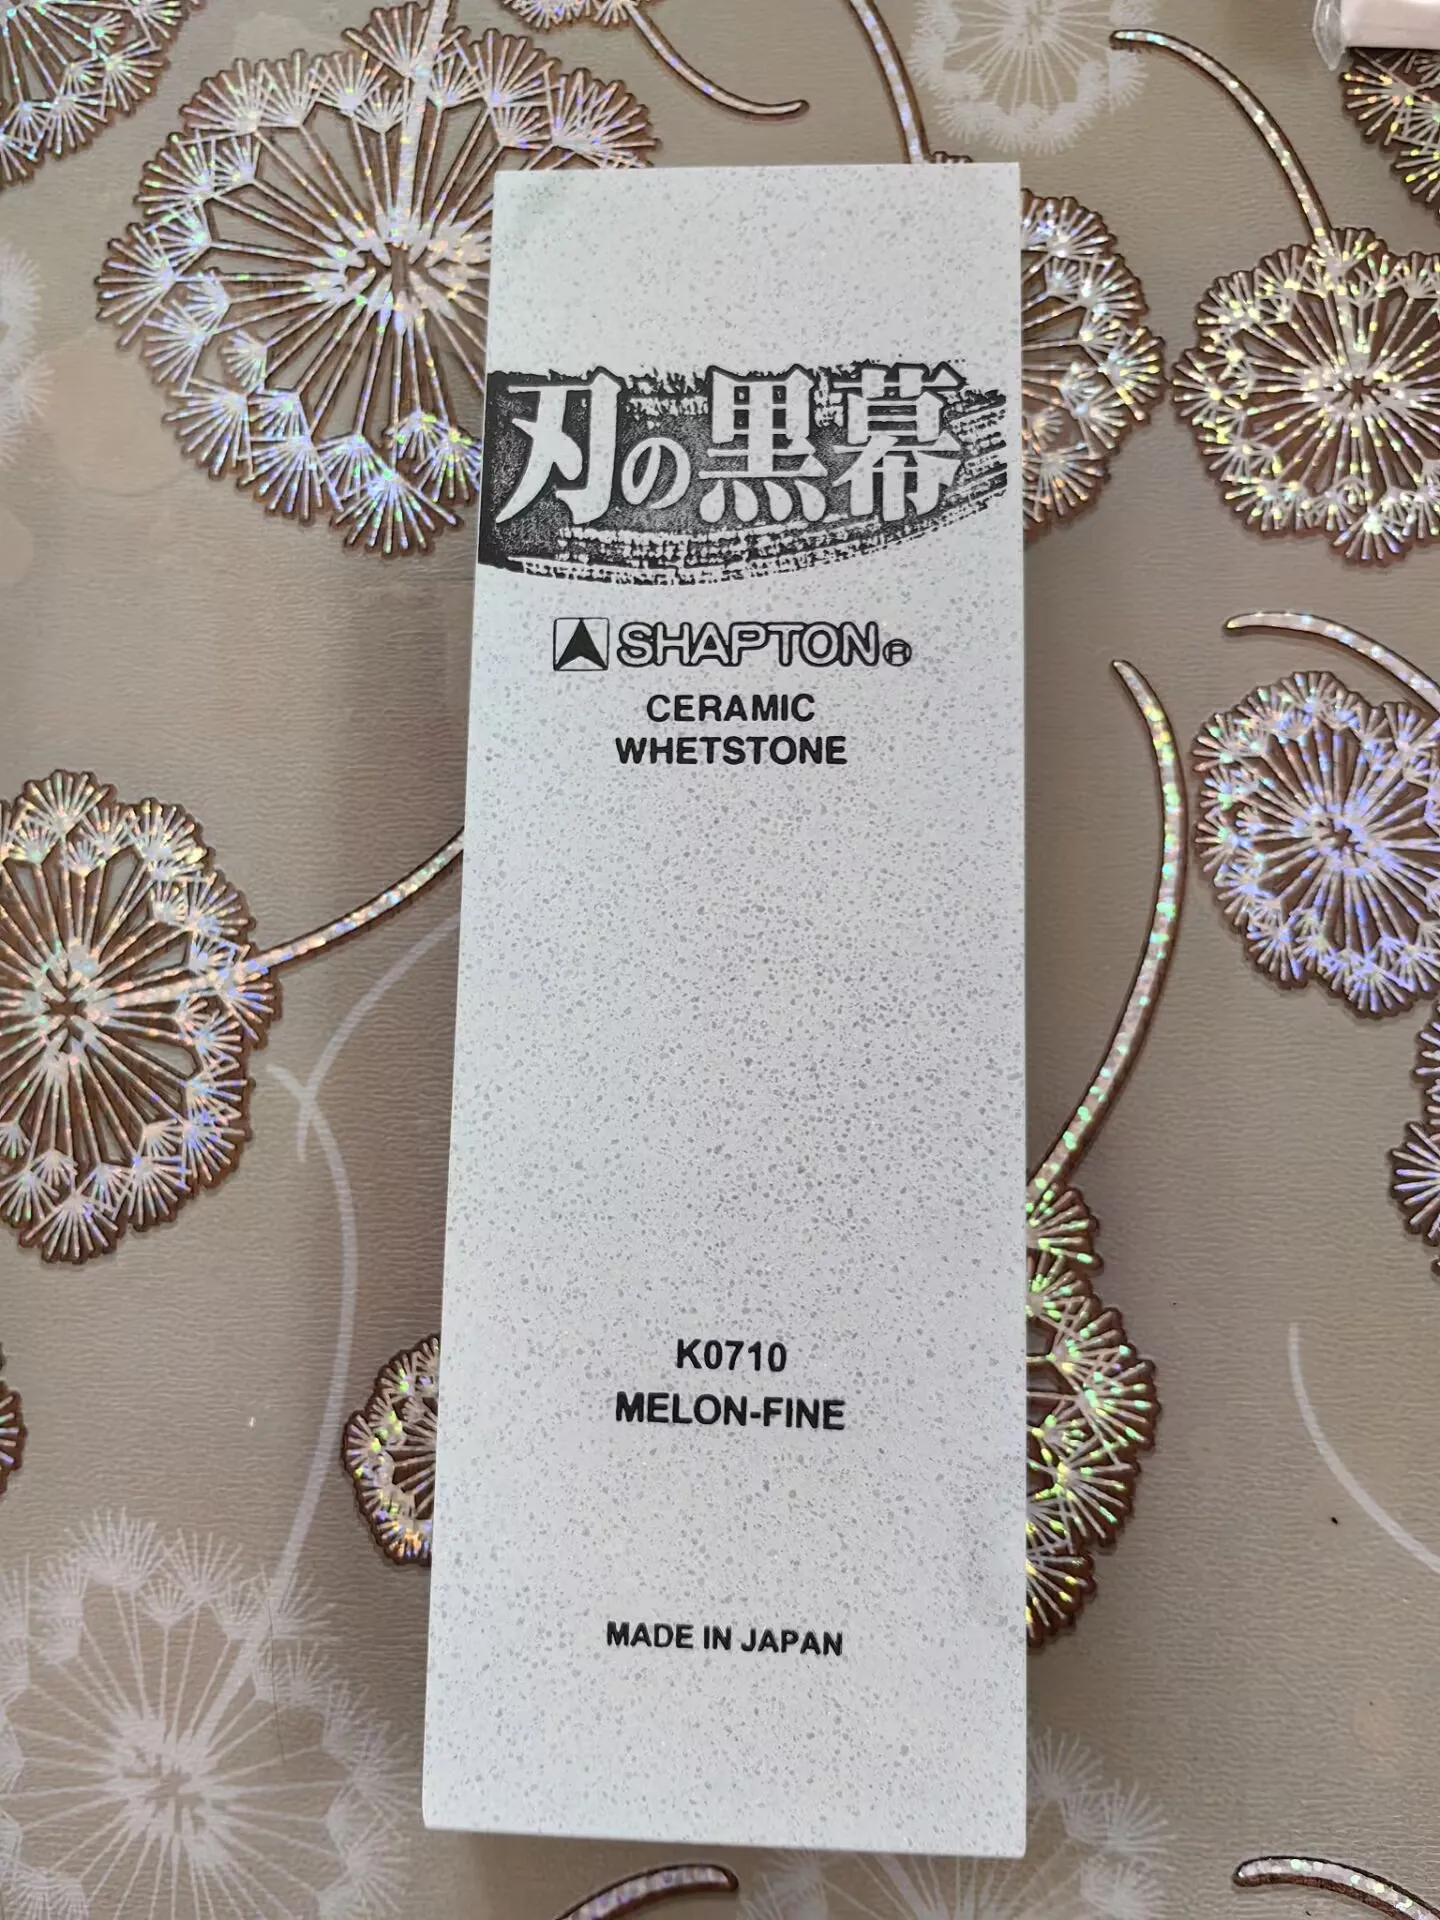 刃の黒幕
SHAPTON®
CERAMIC
WHETSTONE
K0710
MELON-FINE
MADE IN JAPAN